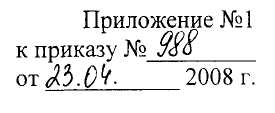 Приложение №1
к приказу № 988
от 23.04. 2008 г.